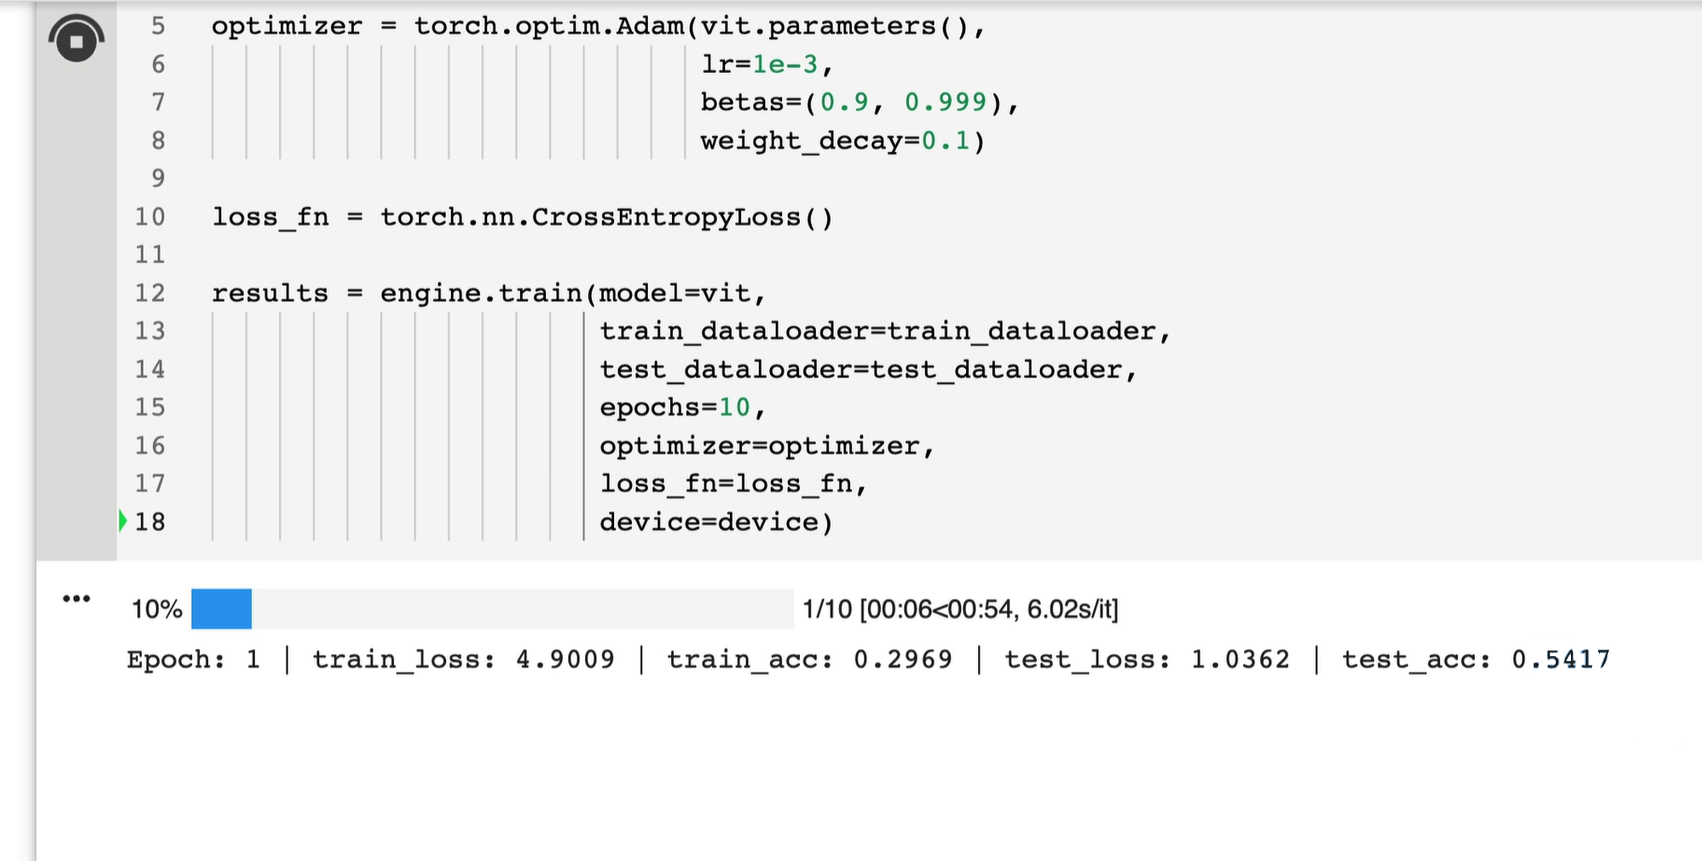 5 optimizer = torch.optim.Adam(vit.parameters(),
6 lr=1e-3,
7 betas=(0.9, 0.999),
8 weight_decay=0.1)
9
10 loss_fn = torch.nn.CrossEntropyLoss()
11
12 results = engine.train(model=vit,
13 train_dataloader=train_dataloader,
14 test_dataloader=test_dataloader,
15 epochs=10,
16 optimizer=optimizer,
17 loss_fn=loss_fn,
18 device=device)
10% 1/10 [00:06<00:54, 6.02s/it]
Epoch: 1 | train_loss: 4.9009 | train_acc: 0.2969 | test_loss: 1.0362 | test_acc: 0.5417